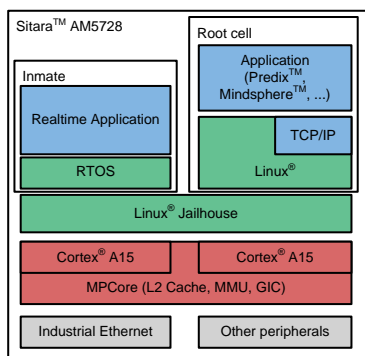 Sitara™ AM5728
Root cell
Application
(Predix™,
Mindsphere™, ...)
Inmate
Realtime Application
TCP/IP
RTOS
Linux®
Linux® Jailhouse
Cortex® A15
Cortex® A15
MPCore (L2 Cache, MMU, GIC)
Industrial Ethernet
Other peripherals